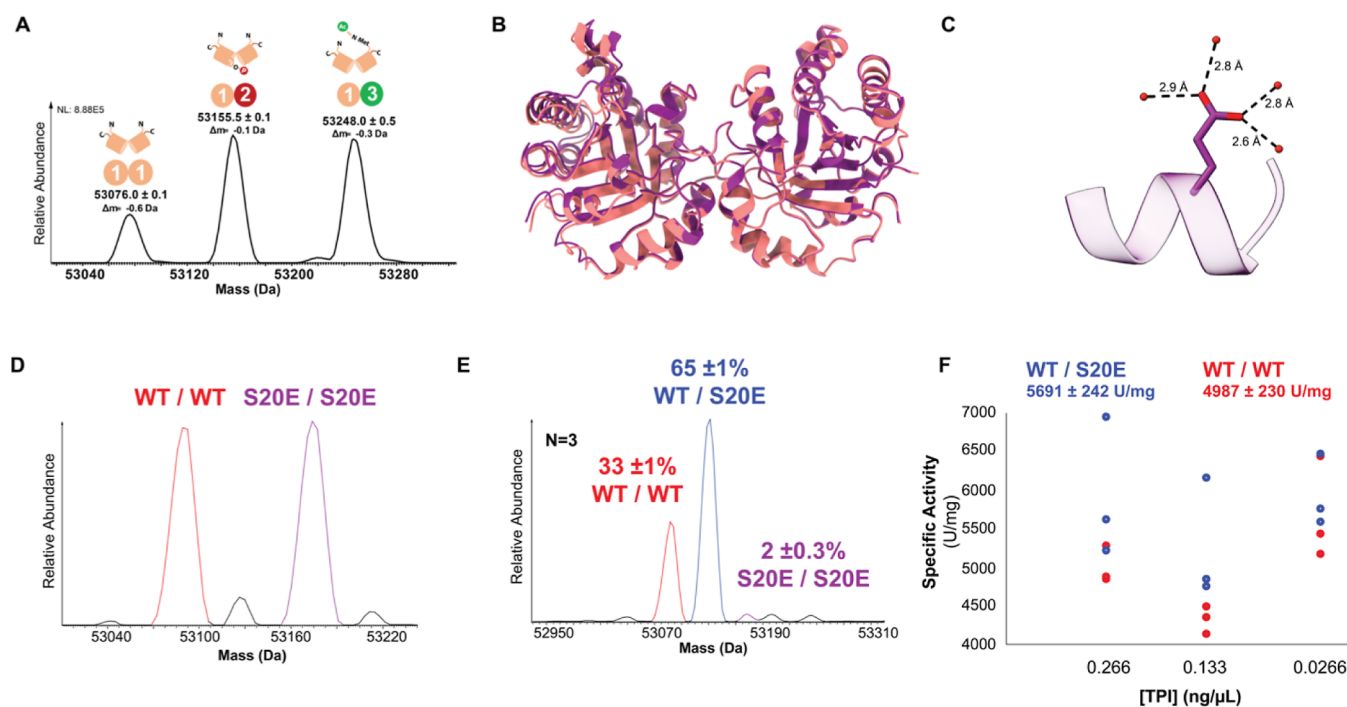 A
NL: 8.88E5
Relative Abundance
N
C
N
C
1
1
53076.0 ± 0.1
Δm= -0.6 Da
N
C
N
C
O
P
1
2
53155.5 ± 0.1
Δm= -0.1 Da
Ac
N Met
N
C
C
1
3
53248.0 ± 0.5
Δm= -0.3 Da
53040
53120
53200
53280
Mass (Da)
B
C
2.8 Å
2.9 Å
2.8 Å
2.6 Å
D
WT / WT
S20E / S20E
Relative Abundance
53040
53100
53160
53220
Mass (Da)
E
65 ±1%
WT / S20E
N=3
33 ±1%
WT / WT
2 ±0.3%
S20E / S20E
Relative Abundance
52950
53070
53190
53310
Mass (Da)
F
WT / S20E
5691 ± 242 U/mg
WT / WT
4987 ± 230 U/mg
Specific Activity
(U/mg)
7000
6500
6000
5500
5000
4500
4000
0.266
0.133
0.0266
[TPI] (ng/μL)